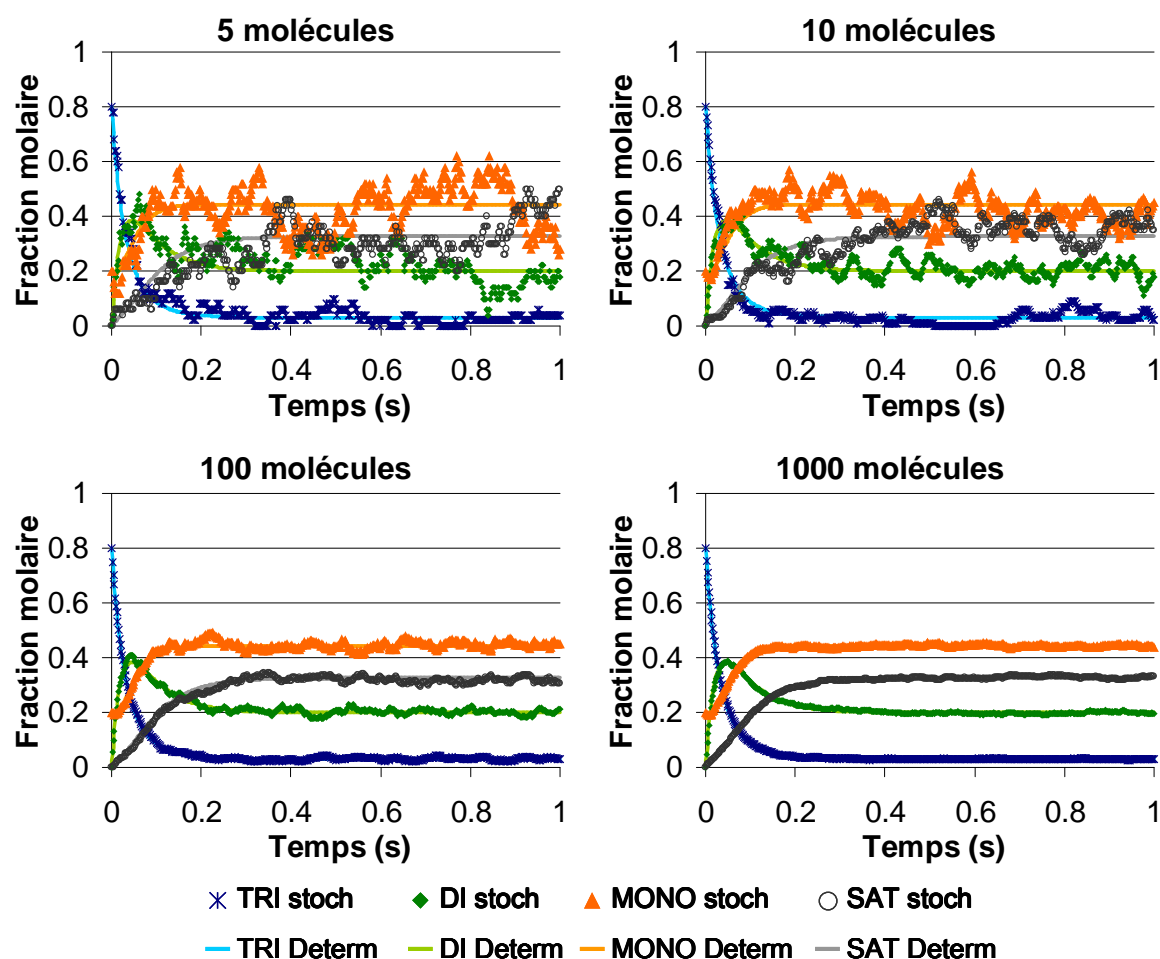 5 molécules
1
0.8
0.6
0.4
0.2
0
Fraction molaire
0 0.2 0.4 0.6 0.8 1
Temps (s)
10 molécules
1
0.8
0.6
0.4
0.2
0
Fraction molaire
0 0.2 0.4 0.6 0.8 1
Temps (s)
100 molécules
1
0.8
0.6
0.4
0.2
0
Fraction molaire
0 0.2 0.4 0.6 0.8 1
Temps (s)
1000 molécules
1
0.8
0.6
0.4
0.2
0
Fraction molaire
0 0.2 0.4 0.6 0.8 1
Temps (s)
TRI stoch DI stoch MONO stoch SAT stoch
TRI Determ DI Determ MONO Determ SAT Determ